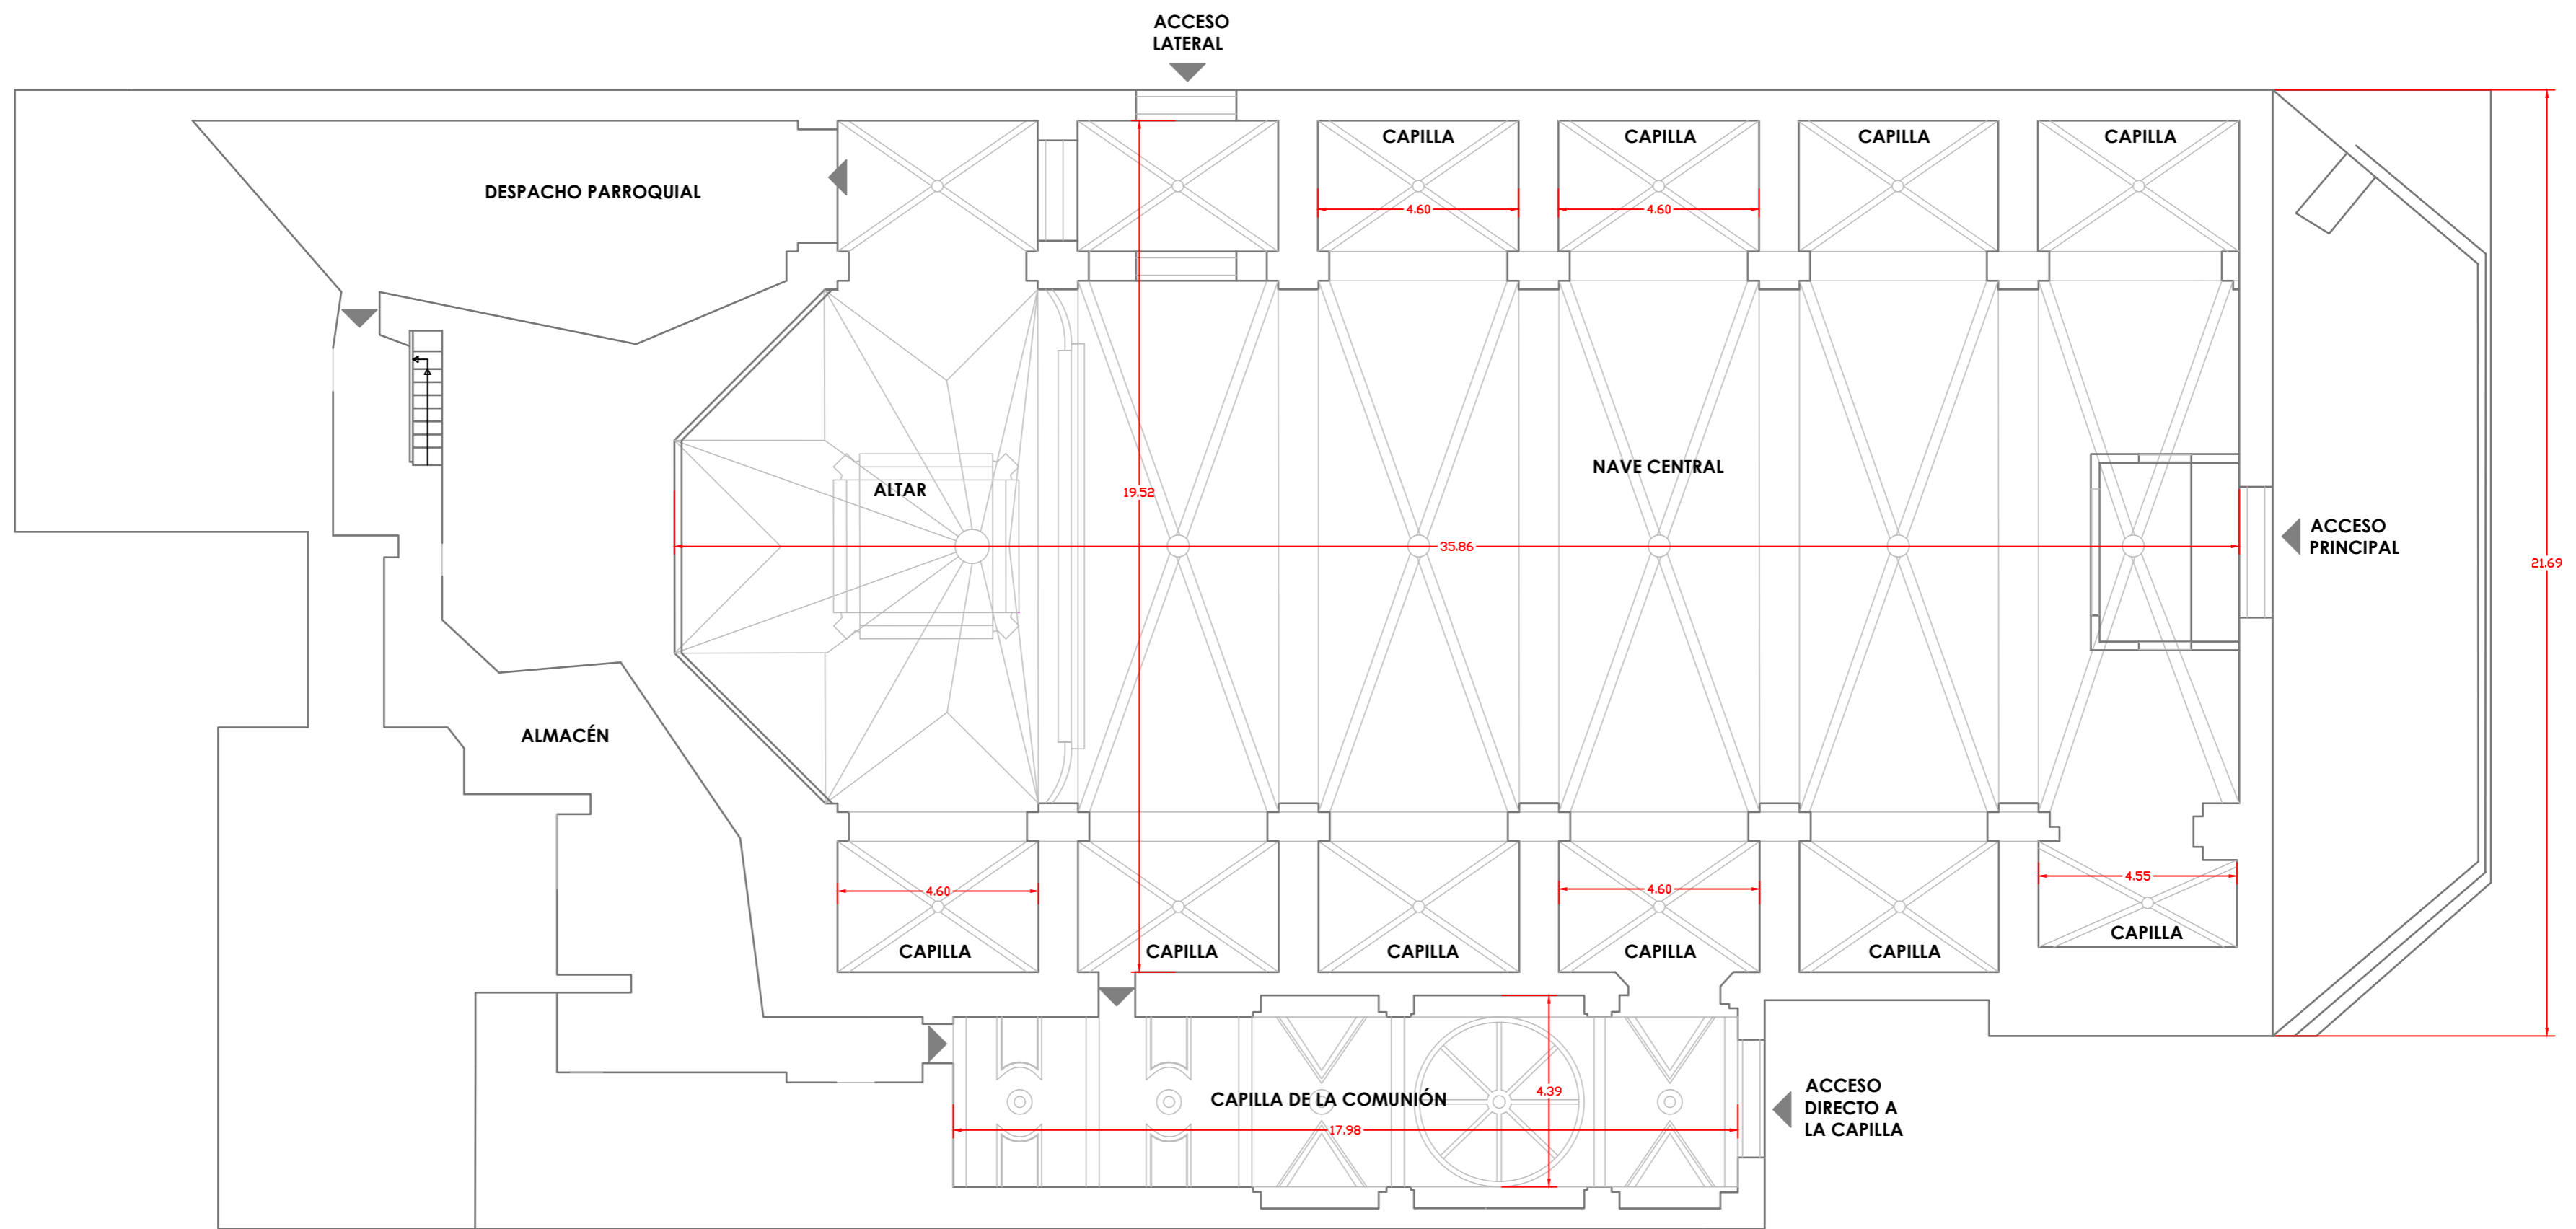 ACCESO
LATERAL
CAPILLA
CAPILLA
CAPILLA
CAPILLA
DESPACHO PARROQUIAL
4.60
4.60
NAVE CENTRAL
ALTAR
19.52
35.86
ACCESO
PRINCIPAL
21.69
ALMACÉN
4.60
4.60
4.55
CAPILLA
CAPILLA
CAPILLA
CAPILLA
CAPILLA
CAPILLA
CAPILLA DE LA COMUNIÓN
4.39
17.98
ACCESO
DIRECTO A
LA CAPILLA